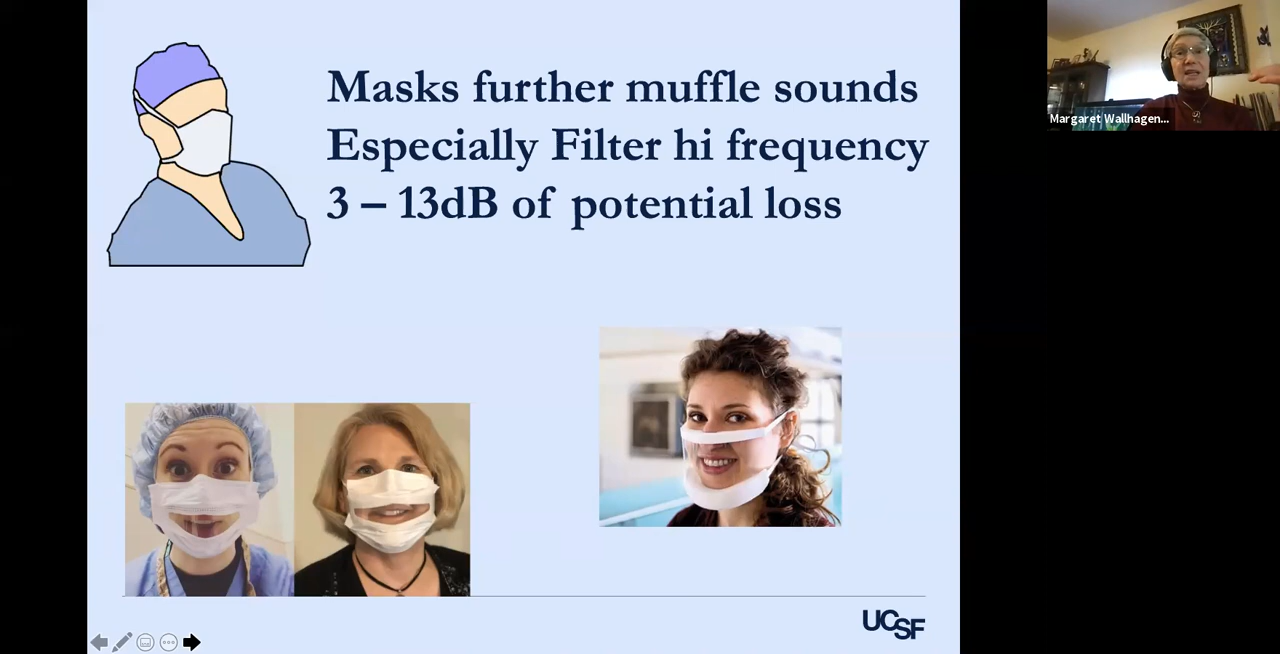 Masks further muffle sounds
Especially Filter hi frequency
3 – 13dB of potential loss
Margaret Wallhagen...
UCSF